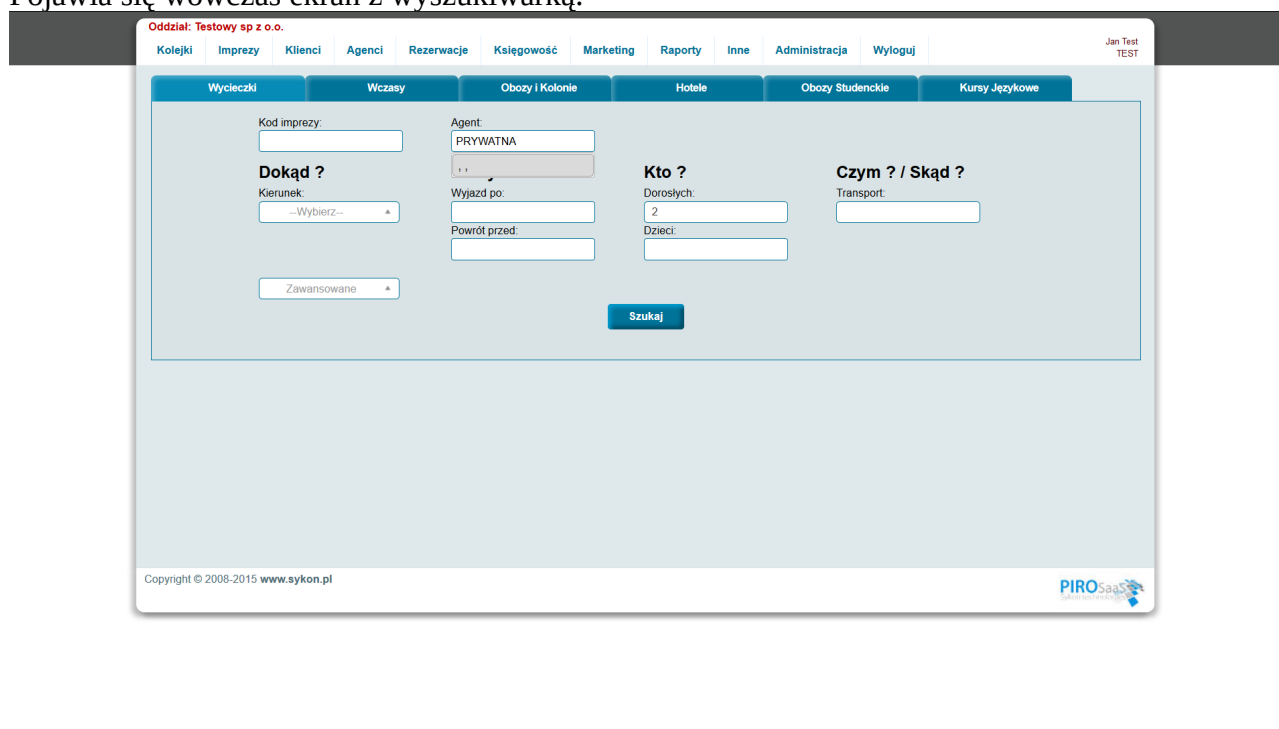 Pojawia się wówczas ekran z wyszukiwarką.
Oddział: Testowy sp z o.o.
Kolejki Imprezy Klienci Agenci Rezerwacje Księgowość Marketing Raporty Inne Administracja Wyloguj
Jan Test
TEST
Wycieczki Wczasy Obozy i Kolonie Hotele Obozy Studenckie Kursy Językowe
Kod imprezy: Agent:
PRYWATNA
, ,
Dokąd ? Kto ? Czym ? / Skąd ?
Kierunek: Wyjazd po: Dorosłych: Transport:
--Wybierz-- 2
Powrót przed: Dzieci:
Zawansowane
Szukaj
Copyright © 2008-2015 www.sykon.pl
PIROSaaS